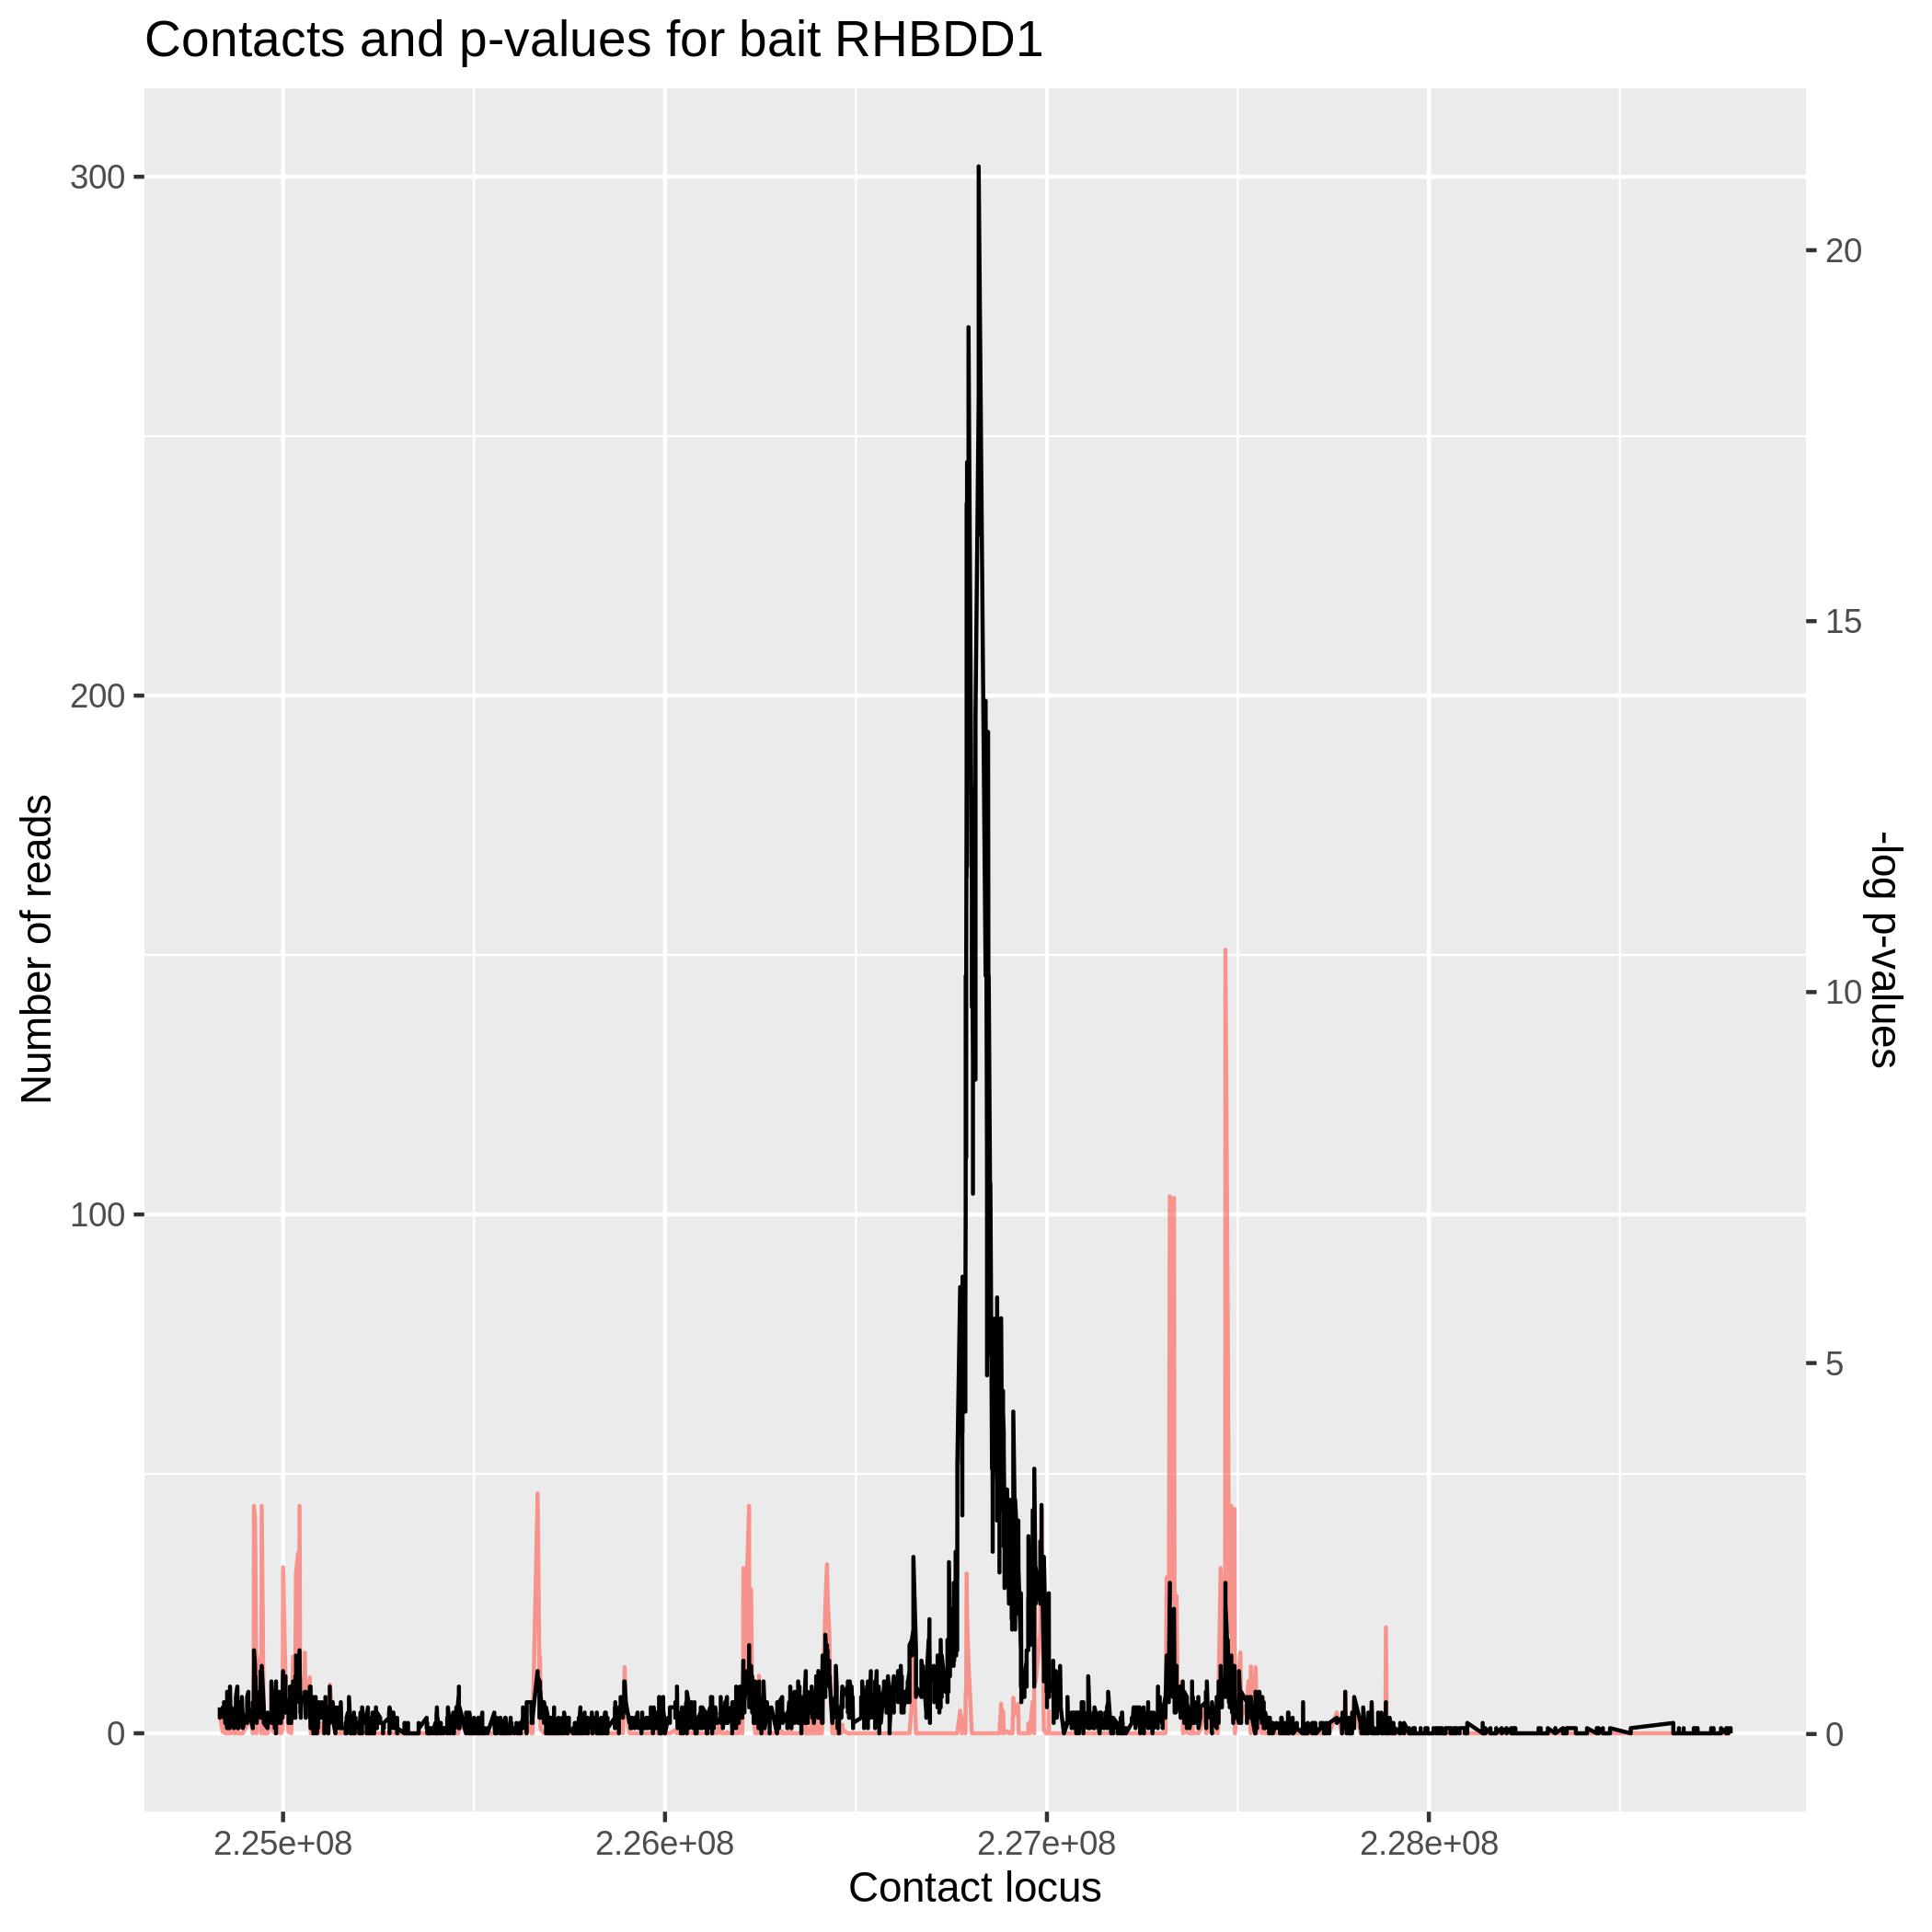 Contacts and p-values for bait RHBDD1
Number of reads
300
200
100
0
20
15
10
5
0
-log p-values
2.25e+08
2.26e+08
2.27e+08
2.28e+08
Contact locus